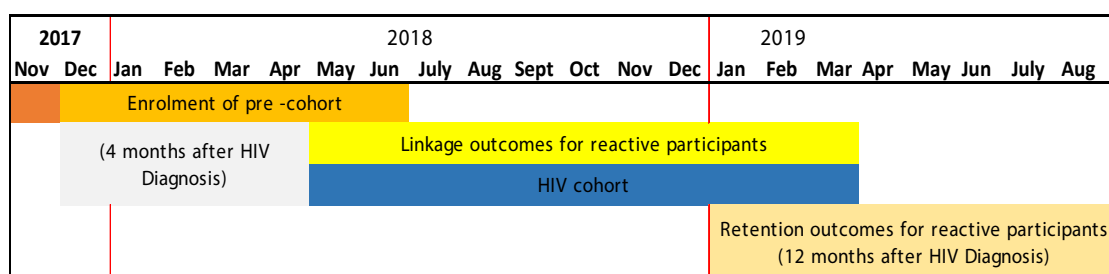 2017 2018 2019
Nov Dec Jan Feb Mar Apr May Jun July Aug Sept Oct Nov Dec Jan Feb Mar Apr May Jun July Aug
Enrolment of pre -cohort
(4 months after HIV
Diagnosis)
Linkage outcomes for reactive participants
HIV cohort
Retention outcomes for reactive participants
(12 months after HIV Diagnosis)